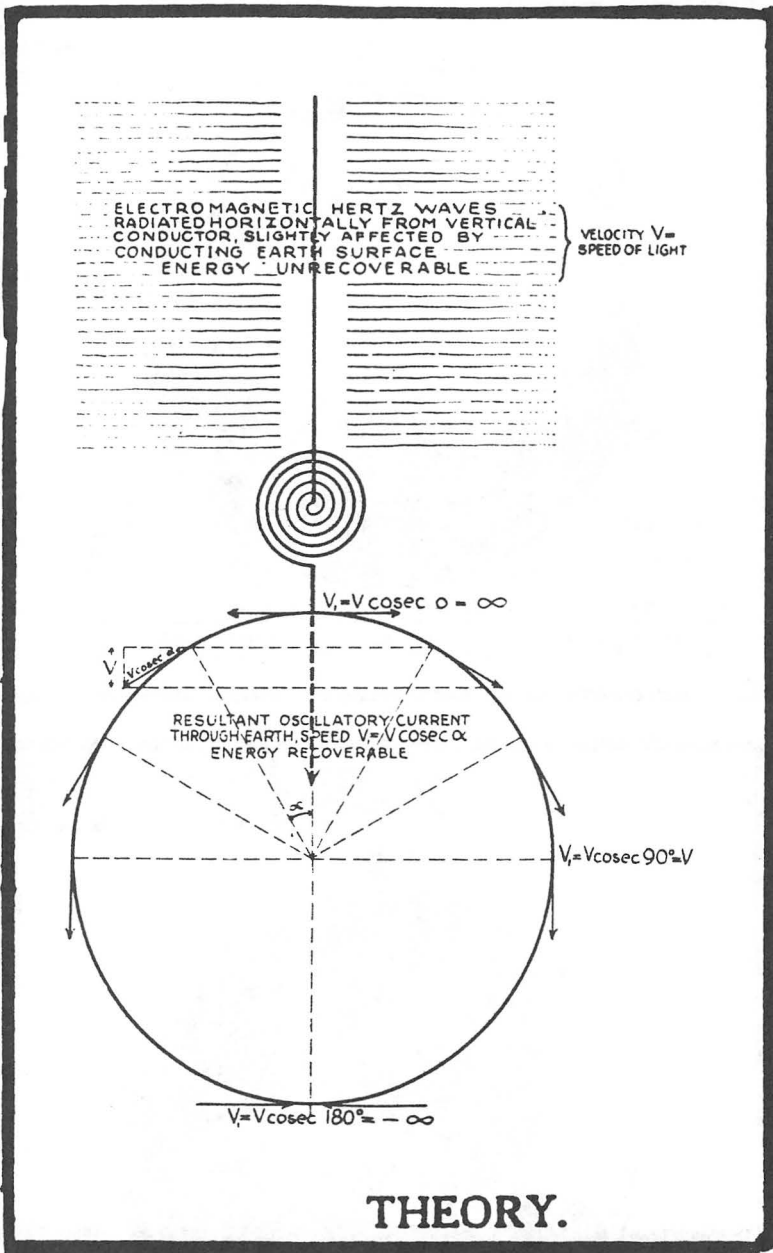 ELECTROMAGNETIC HERTZ WAVES
RADIATED HORIZONTALLY FROM VERTICAL
CONDUCTOR, SLIGHTLY AFFECTED BY
CONDUCTING EARTH SURFACE
ENERGY UNRECOVERABLE
VELOCITY V=
SPEED OF LIGHT
V₁=V cosec 0 = ∞
V
V cosec α
RESULTANT OSCILLATORY CURRENT
THROUGH EARTH, SPEED V₁=V cosec α
ENERGY RECOVERABLE
α
V₁=V cosec 90°=V
V₁=V cosec 180°= – ∞
THEORY.